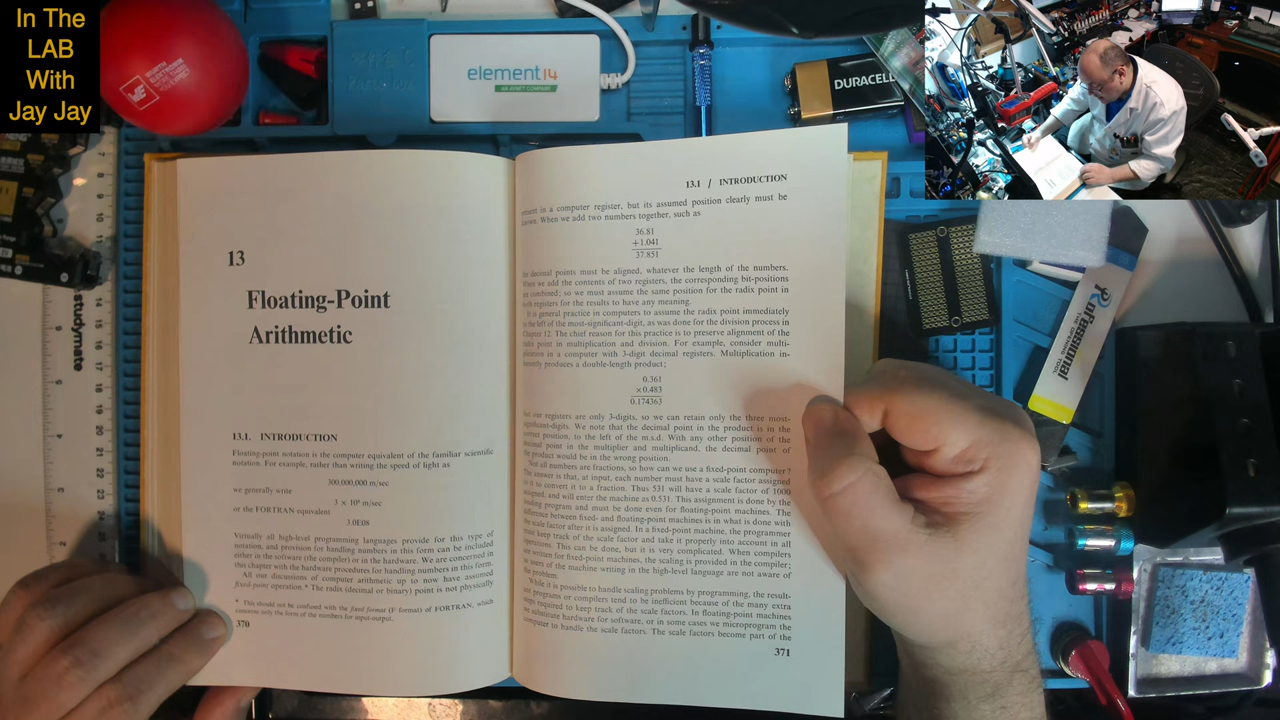 In The
LAB
With
Jay Jay
element14
AN AVNET COMPANY
DURACELL
studymate
13
Floating-Point
Arithmetic
13.1. INTRODUCTION
Floating-point notation is the computer equivalent of the familiar scientific
notation. For example, rather than writing the speed of light as
300,000,000 m/sec
we generally write
3 × 10⁸ m/sec
or the FORTRAN equivalent
3.0E08
Virtually all high-level programming languages provide for this type of
notation, and provision for handling numbers in this form can be included
either in the software (the compiler) or in the hardware. We are concerned in
this chapter with the hardware procedures for handling numbers in this form.
All our discussions of computer arithmetic up to now have assumed
fixed-point operation.* The radix (decimal or binary) point is not physically
* This should not be confused with the fixed format (F format) of FORTRAN, which
concerns only the form of the numbers for input-output.
370
13.1 / INTRODUCTION
in a computer register, but its assumed position clearly must be
When we add two numbers together, such as
36.81
+1.041
37.851
decimal points must be aligned, whatever the length of the numbers.
When we add the contents of two registers, the corresponding bit-positions
are combined; so we must assume the same position for the radix point in
registers for the results to have any meaning.
It is general practice in computers to assume the radix point immediately
to the left of the most-significant-digit, as was done for the division process in
Chapter 12. The chief reason for this practice is to preserve alignment of the
radix point in multiplication and division. For example, consider multi-
plication in a computer with 3-digit decimal registers. Multiplication in-
herently produces a double-length product;
0.361
×0.483
0.174363
our registers are only 3-digits, so we can retain only the three most-
significant-digits. We note that the decimal point in the product is in the
correct position, to the left of the m.s.d. With any other position of the
decimal point in the multiplier and multiplicand, the decimal point of
the product would be in the wrong position.
Not all numbers are fractions, so how can we use a fixed-point computer?
The answer is that, at input, each number must have a scale factor assigned
to it to convert it to a fraction. Thus 531 will have a scale factor of 1000
assigned, and will enter the machine as 0.531. This assignment is done by the
loading program and must be done even for floating-point machines. The
difference between fixed- and floating-point machines is in what is done with
the scale factor after it is assigned. In a fixed-point machine, the programmer
must keep track of the scale factor and take it properly into account in all
operations. This can be done, but it is very complicated. When compilers
are written for fixed-point machines, the scaling is provided in the compiler;
so users of the machine writing in the high-level language are not aware of
the problem.
While it is possible to handle scaling problems by programming, the result-
ant programs or compilers tend to be inefficient because of the many extra
steps required to keep track of the scale factors. In floating-point machines
we substitute hardware for software, or in some cases we microprogram the
computer to handle the scale factors. The scale factors become part of the
371